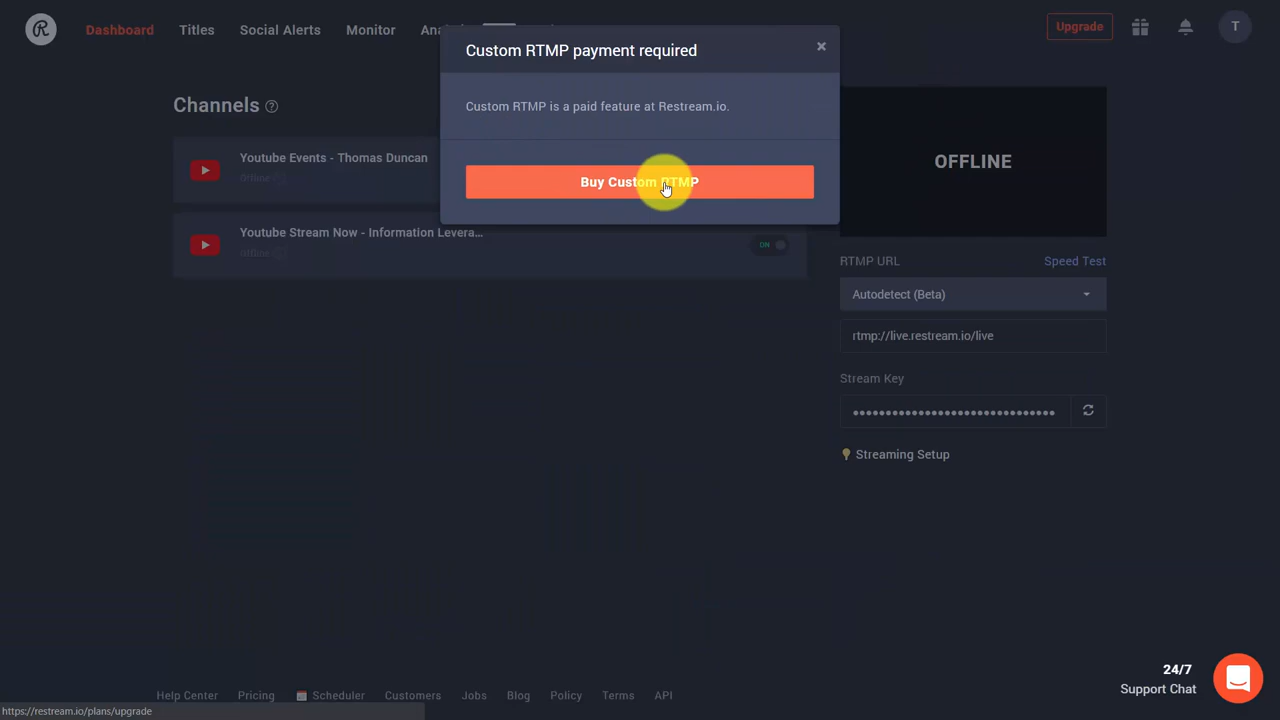 R
Dashboard
Titles
Social Alerts
Monitor
Upgrade
T
Custom RTMP payment required
×
Custom RTMP is a paid feature at Restream.io.
Buy Custom RTMP
Channels ?
Youtube Events - Thomas Duncan
Offline
Youtube Stream Now - Information Levera...
Offline
ON
OFFLINE
RTMP URL
Speed Test
Autodetect (Beta)
rtmp://live.restream.io/live
Stream Key
Streaming Setup
24/7
Support Chat
Help Center
Pricing
Scheduler
Customers
Jobs
Blog
Policy
Terms
API
https://restream.io/plans/upgrade